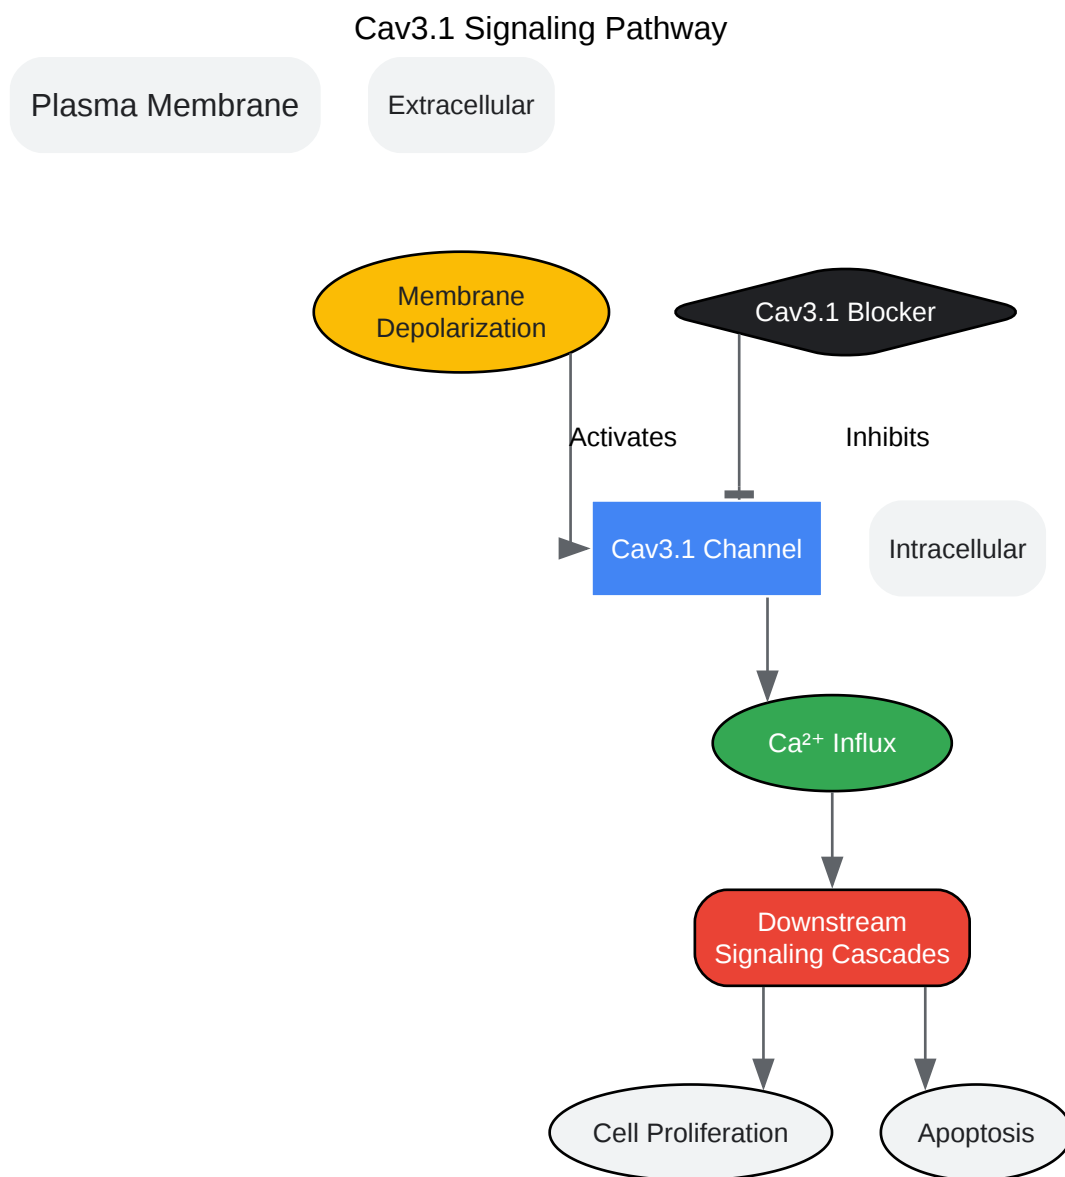 Cav3.1 Signaling Pathway
Plasma Membrane
Extracellular
Membrane
Depolarization
Cav3.1 Blocker
Activates
Inhibits
Cav3.1 Channel
Intracellular
Ca²⁺ Influx
Downstream
Signaling Cascades
Cell Proliferation
Apoptosis